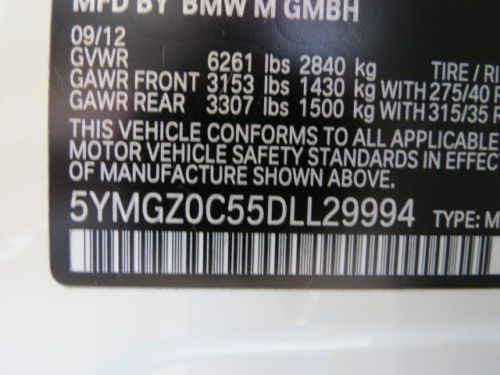 MFD BY BMW M GMBH
09/12
GVWR 6261 lbs 2840 kg TIRE /
GAWR FRONT 3153 lbs 1430 kg WITH 275/40 R
GAWR REAR 3307 lbs 1500 kg WITH 315/35
THIS VEHICLE CONFORMS TO ALL APPLICABLE
MOTOR VEHICLE SAFETY STANDARDS IN EFFEC
OF MANUFACTURE SHOWN ABOVE.
5YMGZ0C55DLL29994 TYPE: M